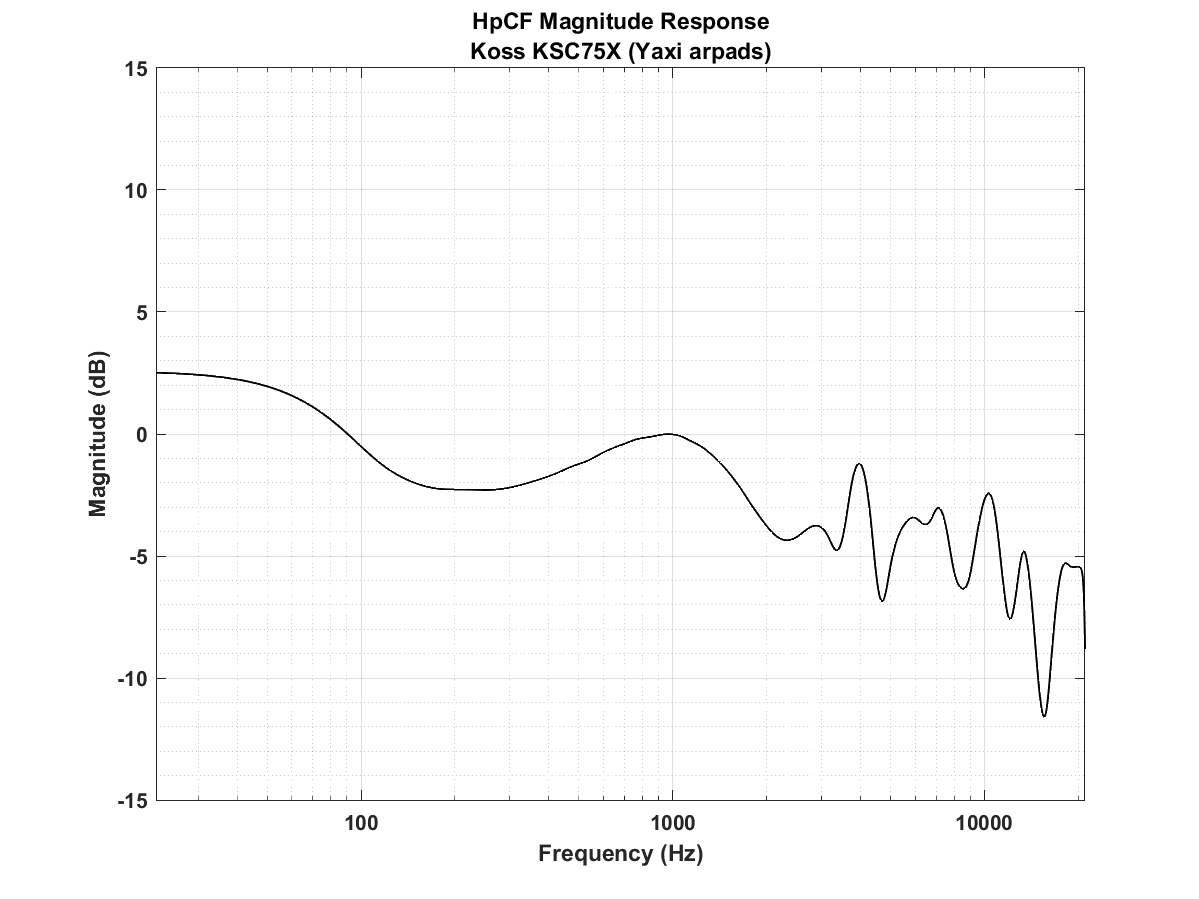 HpCF Magnitude Response
Koss KSC75X (Yaxi arpads)
15
10
5
0
-5
-10
-15
Magnitude (dB)
100
1000
10000
Frequency (Hz)